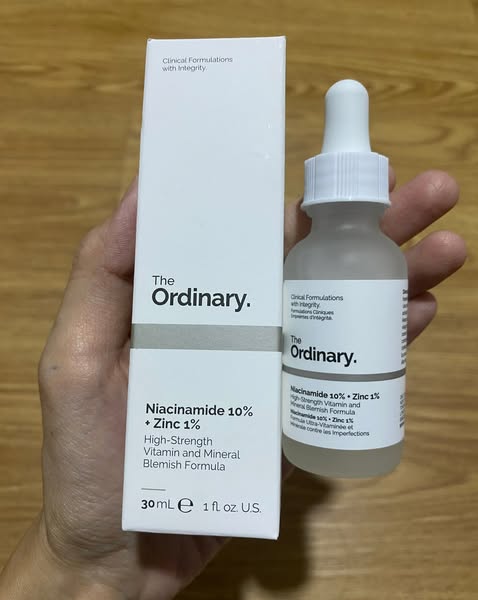 Clinical Formulations
with Integrity.
The
Ordinary.
Niacinamide 10%
+ Zinc 1%
High-Strength
Vitamin and Mineral
Blemish Formula
30 mL ℮ 1 fl. oz. U.S.
Clinical Formulations
with Integrity.
Formulations Cliniques
Empreintes d'Intégrité.
The
Ordinary.
Niacinamide 10% + Zinc 1%
High-Strength Vitamin and
Mineral Blemish Formula
Niacinamide 10% + Zinc 1%
Formule Ultra-Vitaminée et
Minérale contre les Imperfections